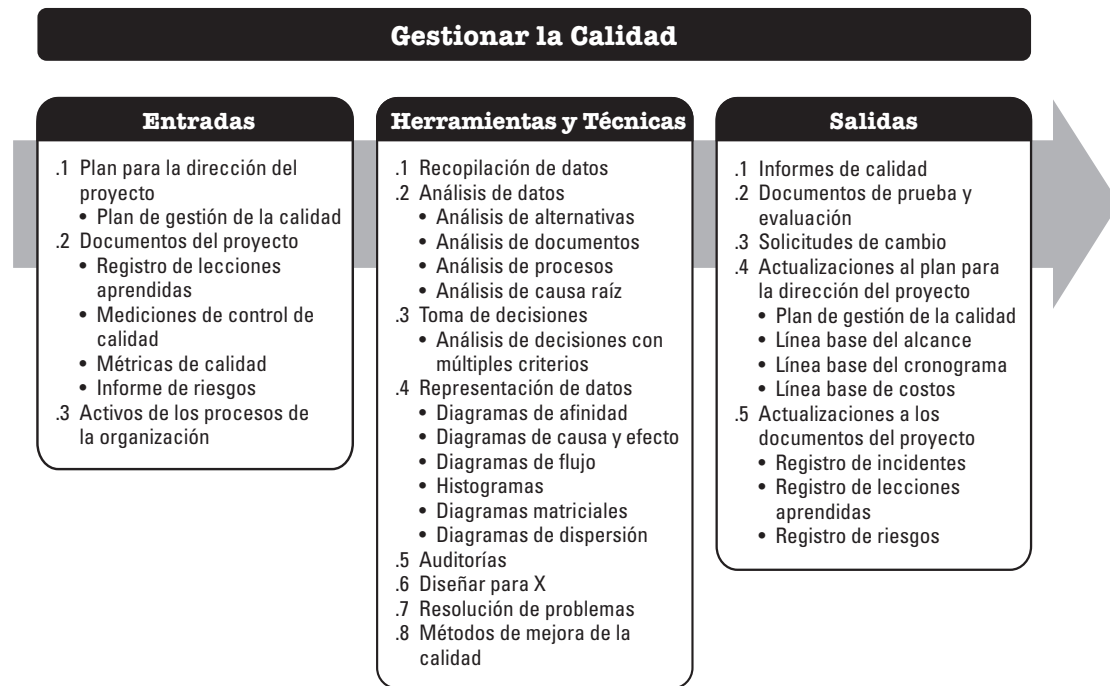 Gestionar la Calidad
Entradas
.1 Plan para la dirección del
proyecto
• Plan de gestión de la calidad
.2 Documentos del proyecto
• Registro de lecciones
aprendidas
• Mediciones de control de
calidad
• Métricas de calidad
• Informe de riesgos
.3 Activos de los procesos de
la organización
Herramientas y Técnicas
.1 Recopilación de datos
.2 Análisis de datos
• Análisis de alternativas
• Análisis de documentos
• Análisis de procesos
• Análisis de causa raíz
.3 Toma de decisiones
• Análisis de decisiones con
múltiples criterios
.4 Representación de datos
• Diagramas de afinidad
• Diagramas de causa y efecto
• Diagramas de flujo
• Histogramas
• Diagramas matriciales
• Diagramas de dispersión
.5 Auditorías
.6 Diseñar para X
.7 Resolución de problemas
.8 Métodos de mejora de la
calidad
Salidas
.1 Informes de calidad
.2 Documentos de prueba y
evaluación
.3 Solicitudes de cambio
.4 Actualizaciones al plan para
la dirección del proyecto
• Plan de gestión de la calidad
• Línea base del alcance
• Línea base del cronograma
• Línea base de costos
.5 Actualizaciones a los
documentos del proyecto
• Registro de incidentes
• Registro de lecciones
aprendidas
• Registro de riesgos